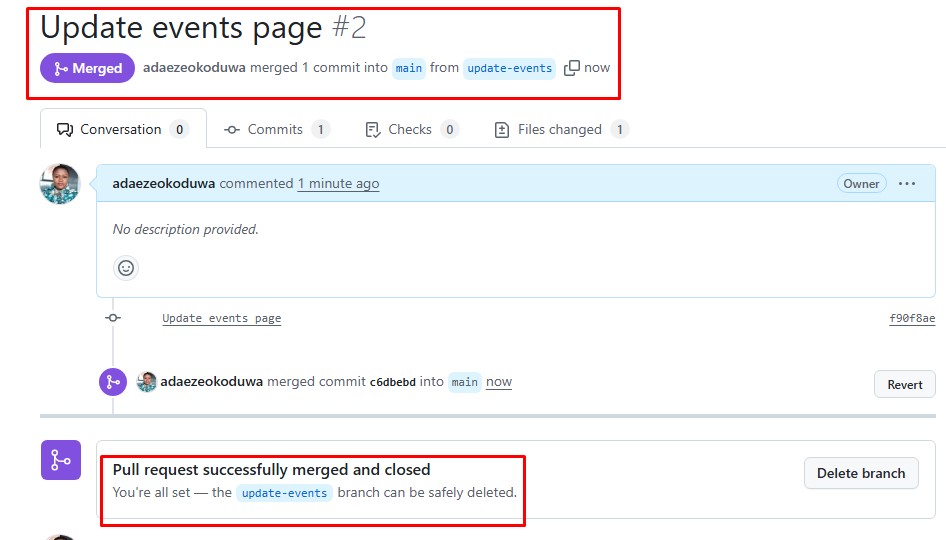 Update events page #2
Merged adaezeokoduwa merged 1 commit into main from update-events now
Conversation 0 Commits 1 Checks 0 Files changed 1
adaezeokoduwa commented 1 minute ago Owner
No description provided.
Update events page f90f8ae
adaezeokoduwa merged commit c6dbebd into main now Revert
Pull request successfully merged and closed
You're all set — the update-events branch can be safely deleted. Delete branch